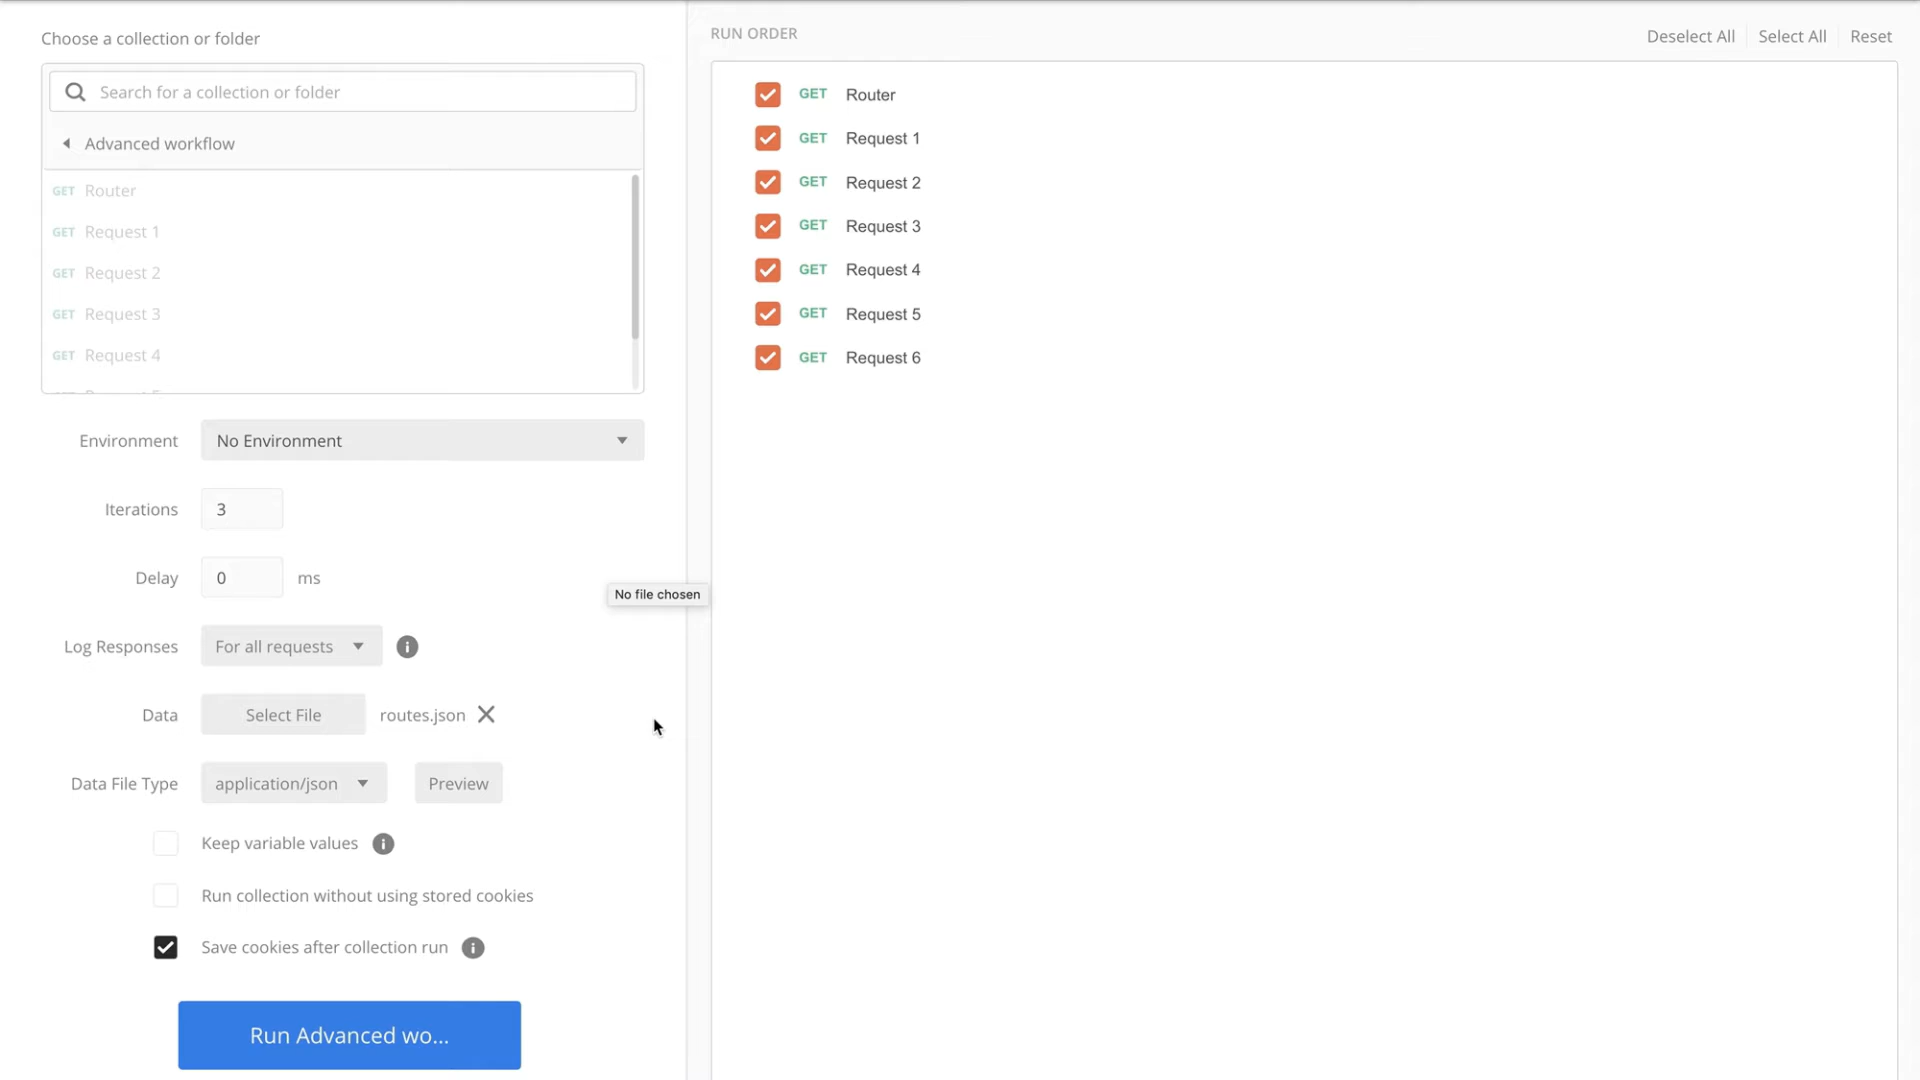 Choose a collection or folder
Search for a collection or folder
Advanced workflow
GET Router
GET Request 1
GET Request 2
GET Request 3
GET Request 4
Environment No Environment
Iterations 3
Delay 0 ms
No file chosen
Log Responses For all requests i
Data Select File routes.json
Data File Type application/json Preview
Keep variable values i
Run collection without using stored cookies
Save cookies after collection run i
Run Advanced wo...
RUN ORDER
Deselect All Select All Reset
GET Router
GET Request 1
GET Request 2
GET Request 3
GET Request 4
GET Request 5
GET Request 6